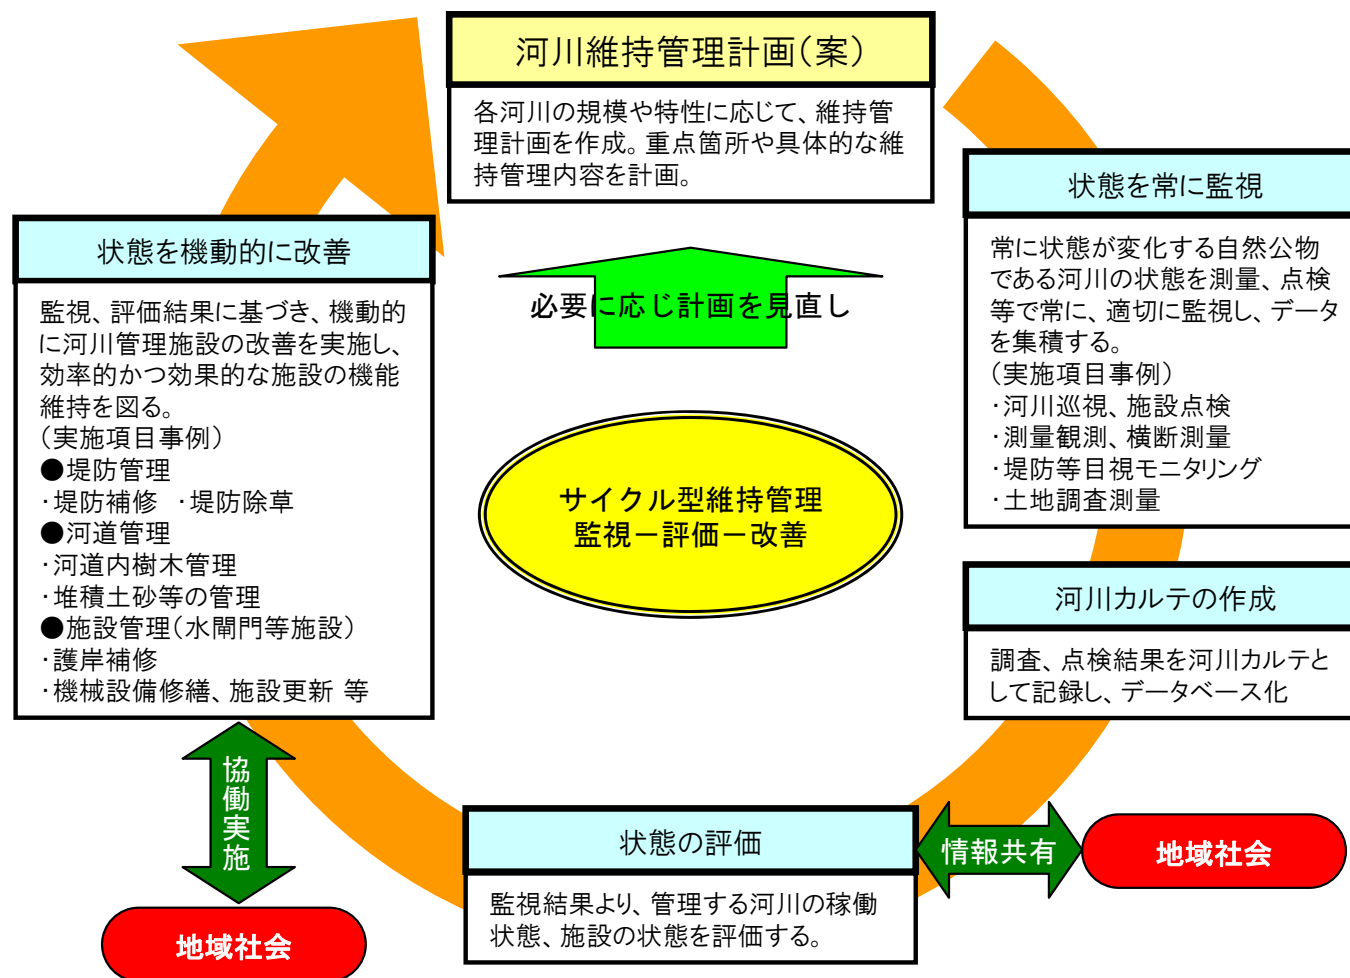 河川維持管理計画（案）
各河川の規模や特性に応じて、維持管
理計画を作成。重点箇所や具体的な維
持管理内容を計画。
状態を常に監視
常に状態が変化する自然公物
である河川の状態を測量、点検
等で常に、適切に監視し、データ
を集積する。
（実施項目事例）
・河川巡視、施設点検
・測量観測、横断測量
・堤防等目視モニタリング
・土地調査測量
河川カルテの作成
調査、点検結果を河川カルテと
して記録し、データベース化
状態の評価
監視結果より、管理する河川の稼働
状態、施設の状態を評価する。
情報共有
地域社会
状態を機動的に改善
監視、評価結果に基づき、機動的
に河川管理施設の改善を実施し、
効率的かつ効果的な施設の機能
維持を図る。
（実施項目事例）
●堤防管理
・堤防補修　・堤防除草
●河道管理
・河道内樹木管理
・堆積土砂等の管理
●施設管理（水閘門等施設）
・護岸補修
・機械設備修繕、施設更新 等
協働実施
地域社会
必要に応じ計画を見直し
サイクル型維持管理
監視－評価－改善